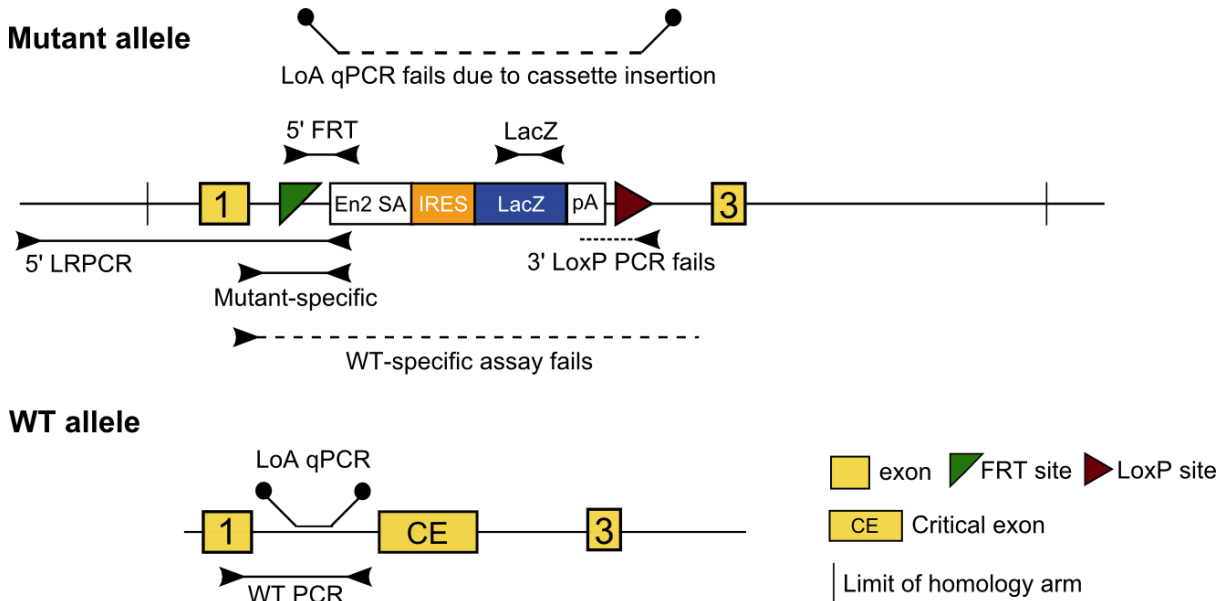 Mutant allele
LoA qPCR fails due to cassette insertion
5' FRT
LacZ
1
En2 SA
IRES
LacZ
pA
3
5' LRPCR
3' LoxP PCR fails
Mutant-specific
WT-specific assay fails
WT allele
LoA qPCR
exon
FRT site
LoxP site
1
CE
3
CE
Critical exon
WT PCR
Limit of homology arm